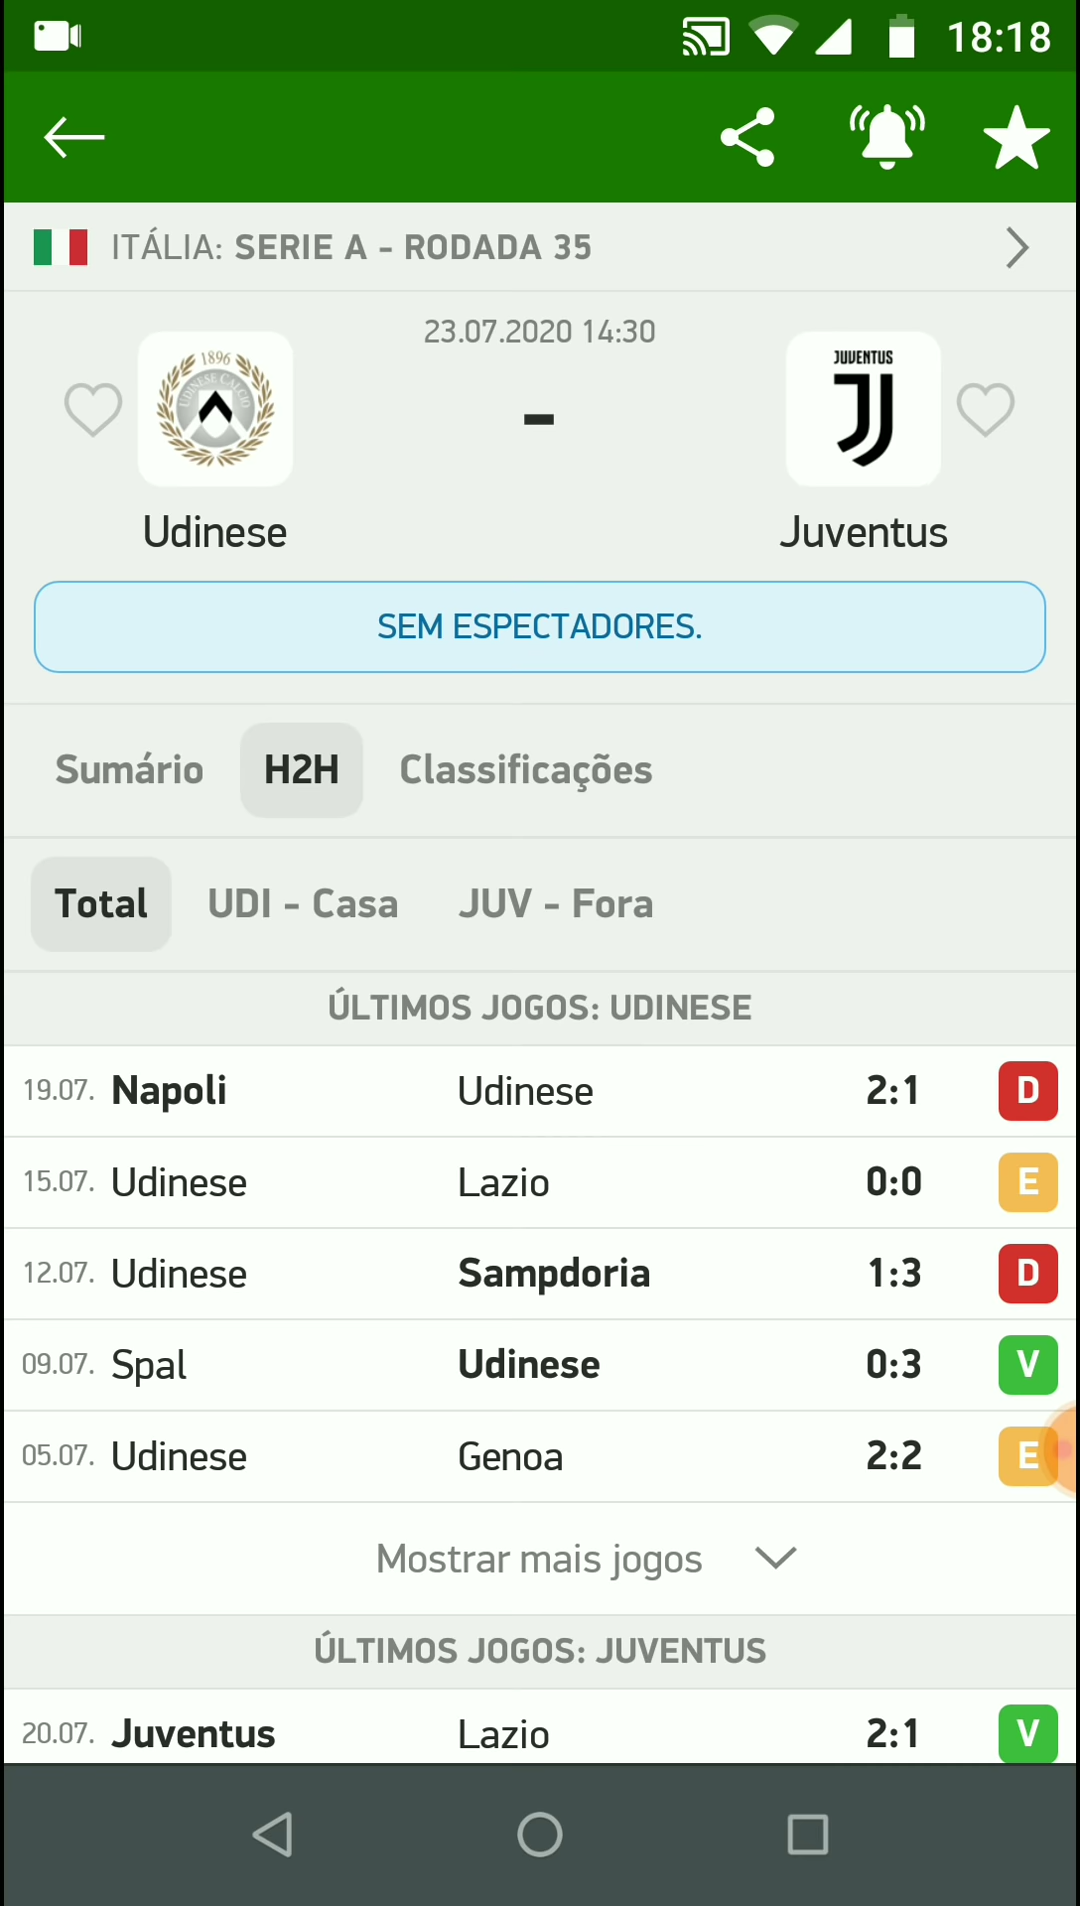 18:18
ITÁLIA: SERIE A - RODADA 35
23.07.2020 14:30
1896
UDINESE CALCIO
JUVENTUS
-
Udinese
Juventus
SEM ESPECTADORES.
Sumário H2H Classificações
Total UDI - Casa JUV - Fora
ÚLTIMOS JOGOS: UDINESE
19.07. Napoli Udinese 2:1 D
15.07. Udinese Lazio 0:0 E
12.07. Udinese Sampdoria 1:3 D
09.07. Spal Udinese 0:3 V
05.07. Udinese Genoa 2:2 E
Mostrar mais jogos
ÚLTIMOS JOGOS: JUVENTUS
20.07. Juventus Lazio 2:1 V